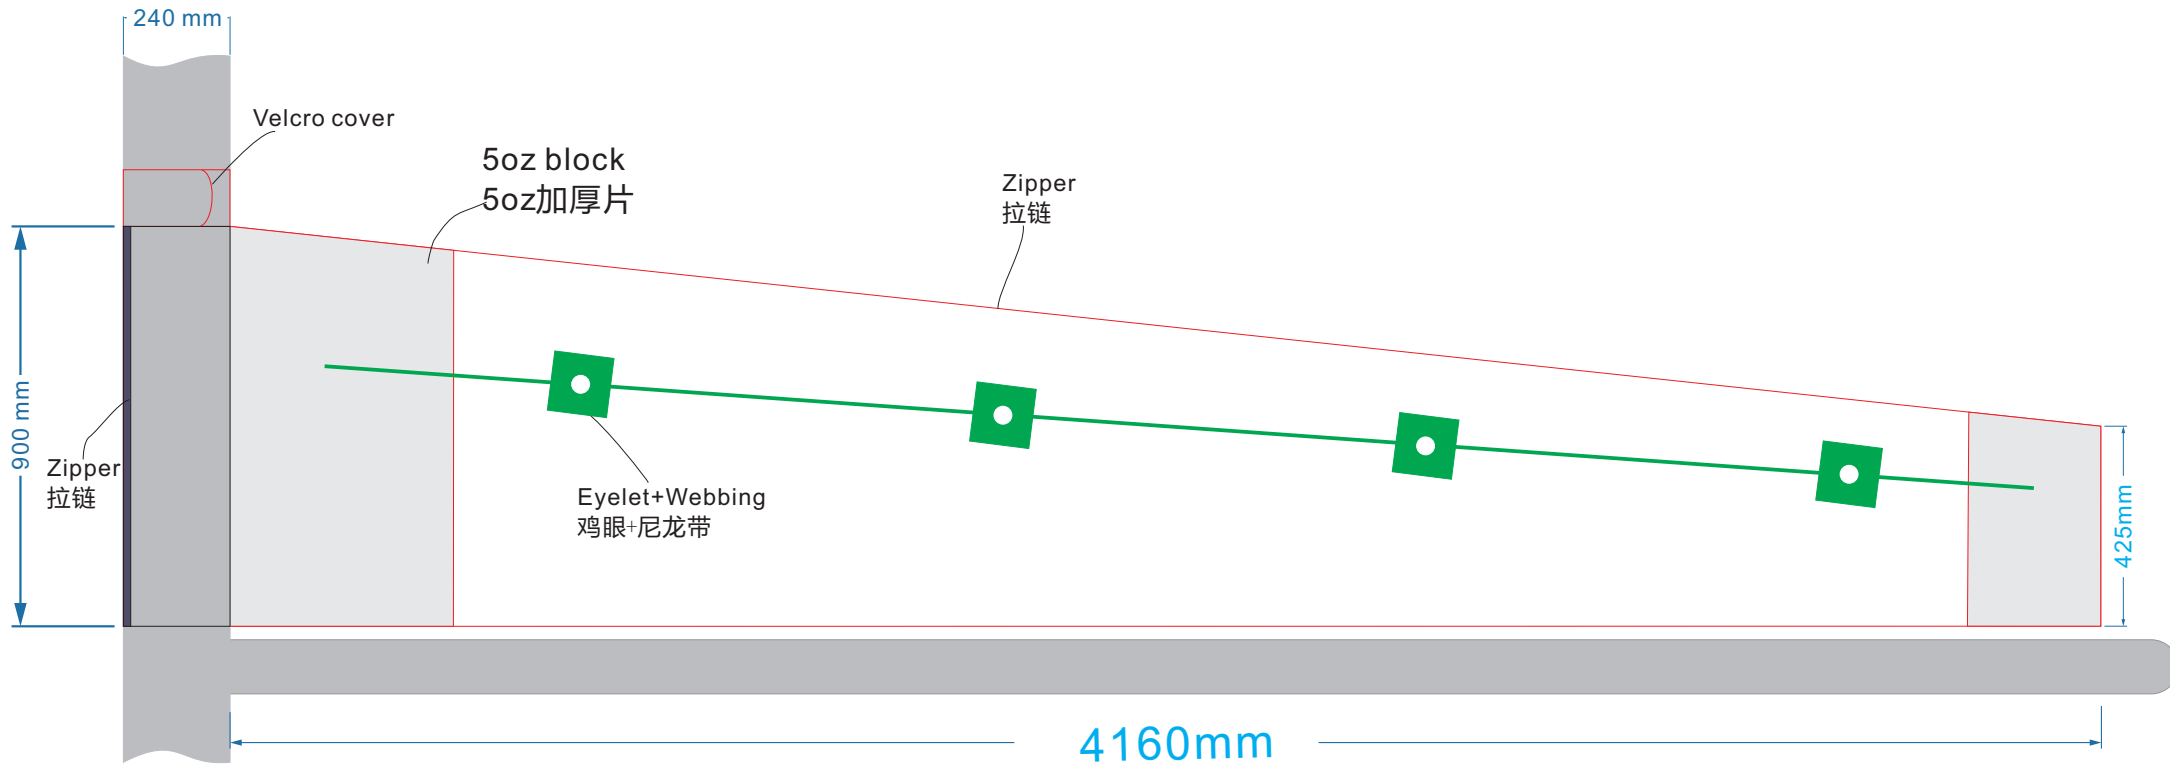 240 mm
Velcro cover
5oz block
5oz加厚片
Zipper
拉链
900 mm
Zipper
拉链
Eyelet+Webbing
鸡眼+尼龙带
425mm
4160mm